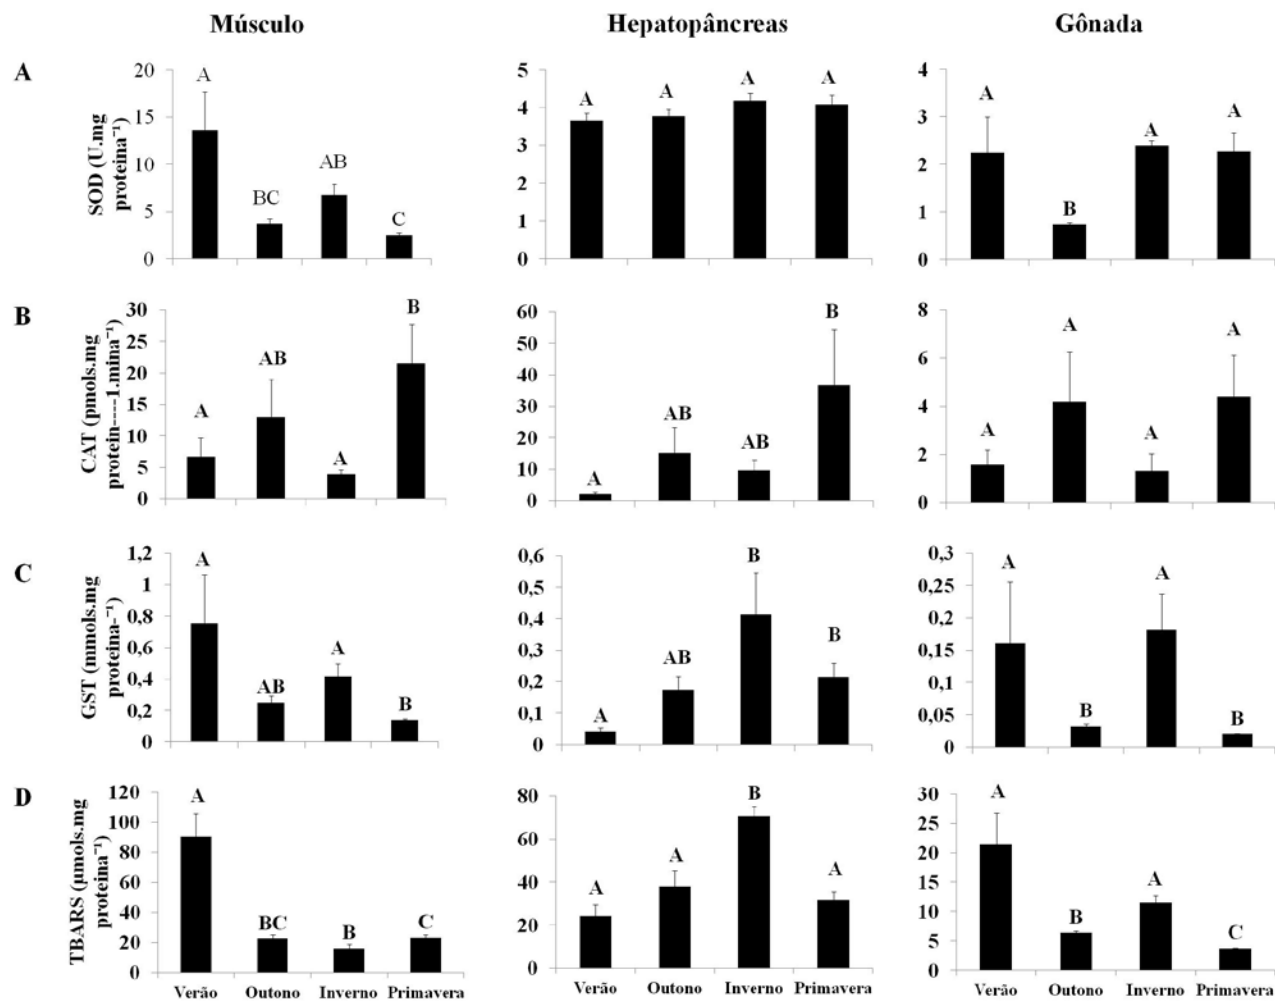 Músculo Hepatopâncreas Gônada
A
SOD (U.mg
proteina⁻¹)
20
15
10
5
0
A
BC
AB
C
5
4
3
2
1
0
A
A
A
A
4
3
2
1
0
A
B
A
A
B
CAT (pmols.mg
protein----1.mina⁻¹)
30
25
20
15
10
5
0
A
AB
A
B
60
50
40
30
20
10
0
A
AB
AB
B
8
6
4
2
0
A
A
A
A
C
GST (mmols.mg
proteina-⁻¹)
1,2
1
0,8
0,6
0,4
0,2
0
A
AB
A
B
0,6
0,5
0,4
0,3
0,2
0,1
0
A
AB
B
B
0,3
0,25
0,2
0,15
0,1
0,05
0
A
B
A
B
D
TBARS (µmols.mg
proteina⁻¹)
120
100
80
60
40
20
0
A
BC
B
C
Verão Outono Inverno Primavera
80
60
40
20
0
A
A
B
A
Verão Outono Inverno Primavera
30
25
20
15
10
5
0
A
B
A
C
Verão Outono Inverno Primavera